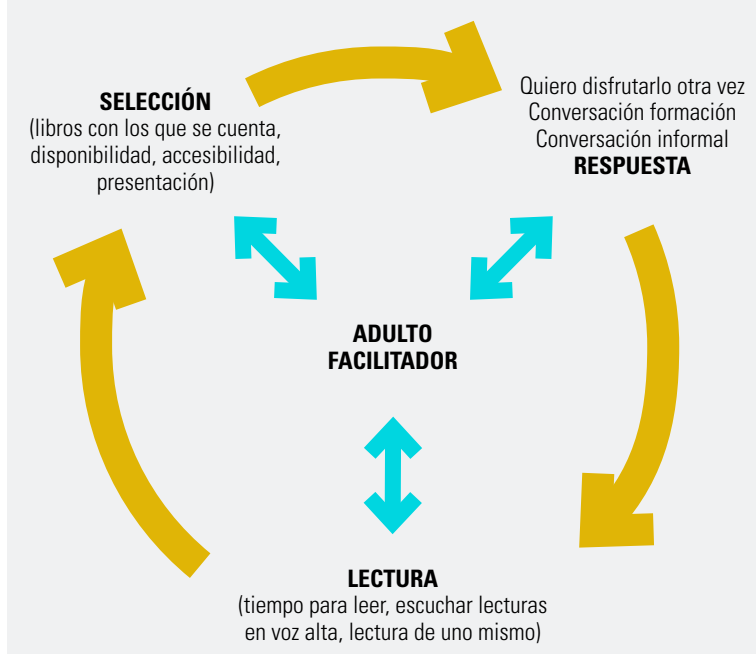 SELECCIÓN
(libros con los que se cuenta,
disponibilidad, accesibilidad,
presentación)
Quiero disfrutarlo otra vez
Conversación formación
Conversación informal
RESPUESTA
ADULTO
FACILITADOR
LECTURA
(tiempo para leer, escuchar lecturas
en voz alta, lectura de uno mismo)